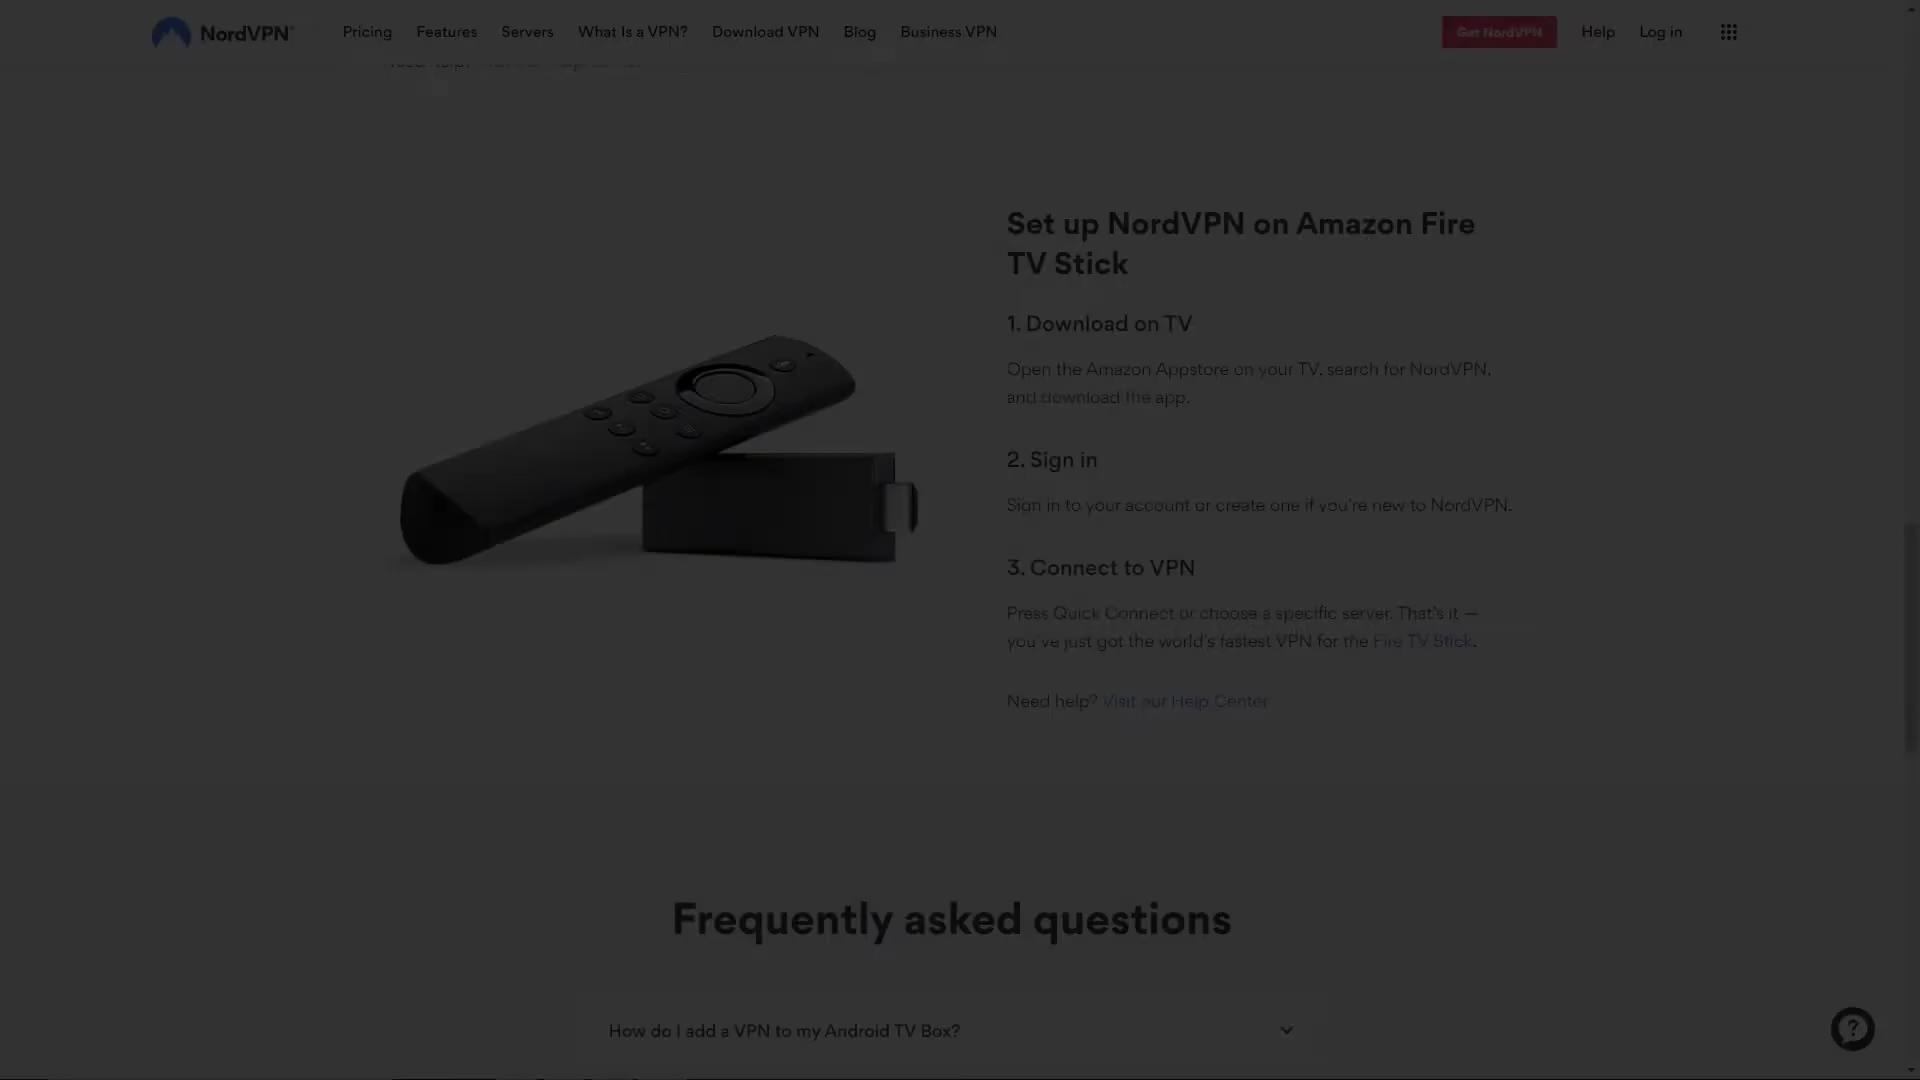 NordVPN
Pricing
Features
Servers
What Is a VPN?
Download VPN
Blog
Business VPN
Get NordVPN
Help
Log in
Set up NordVPN on Amazon Fire
TV Stick
1. Download on TV
Open the Amazon Appstore on your TV, search for NordVPN,
and download the app.
2. Sign in
Sign in to your account or create one if you're new to NordVPN.
3. Connect to VPN
Press Quick Connect or choose a specific server. That's it —
you've just got the world's fastest VPN for the Fire TV Stick.
Need help? Visit our Help Center
Frequently asked questions
How do I add a VPN to my Android TV Box?